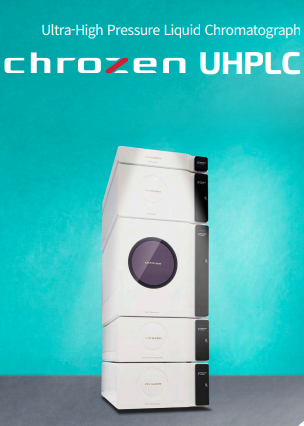 Ultra-High Pressure Liquid Chromatograph
chrozen UHPLC